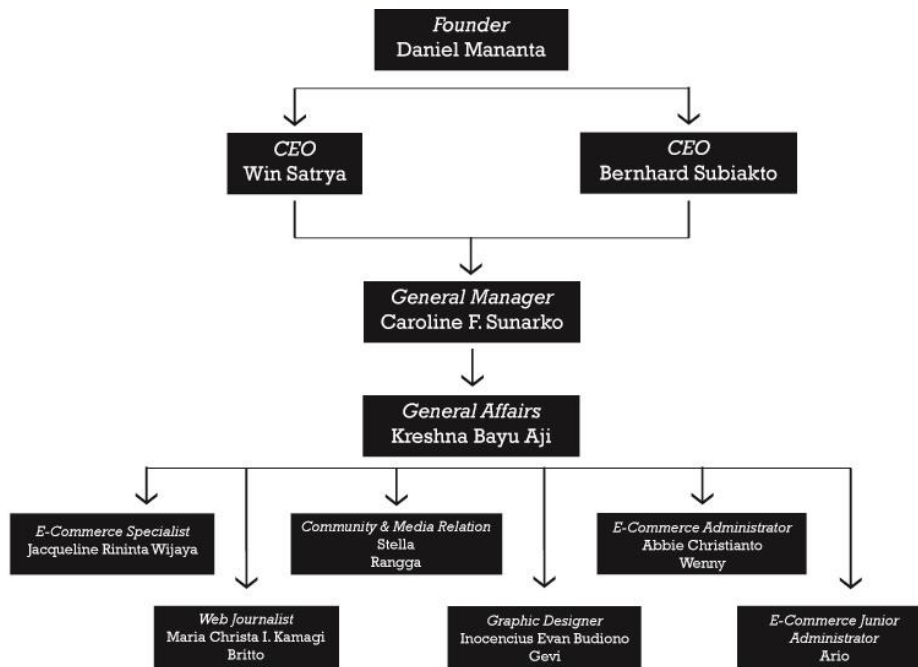 Founder
Daniel Mananta
CEO
Win Satrya
CEO
Bernhard Subiakto
General Manager
Caroline F. Sunarko
General Affairs
Kreshna Bayu Aji
E-Commerce Specialist
Jacqueline Rininta Wijaya
Community & Media Relation
Stella
Rangga
E-Commerce Administrator
Abbie Christianto
Wenny
Web Journalist
Maria Christa I. Kamagi
Britto
Graphic Designer
Inocencius Evan Budiono
Gevi
E-Commerce Junior
Administrator
Ario